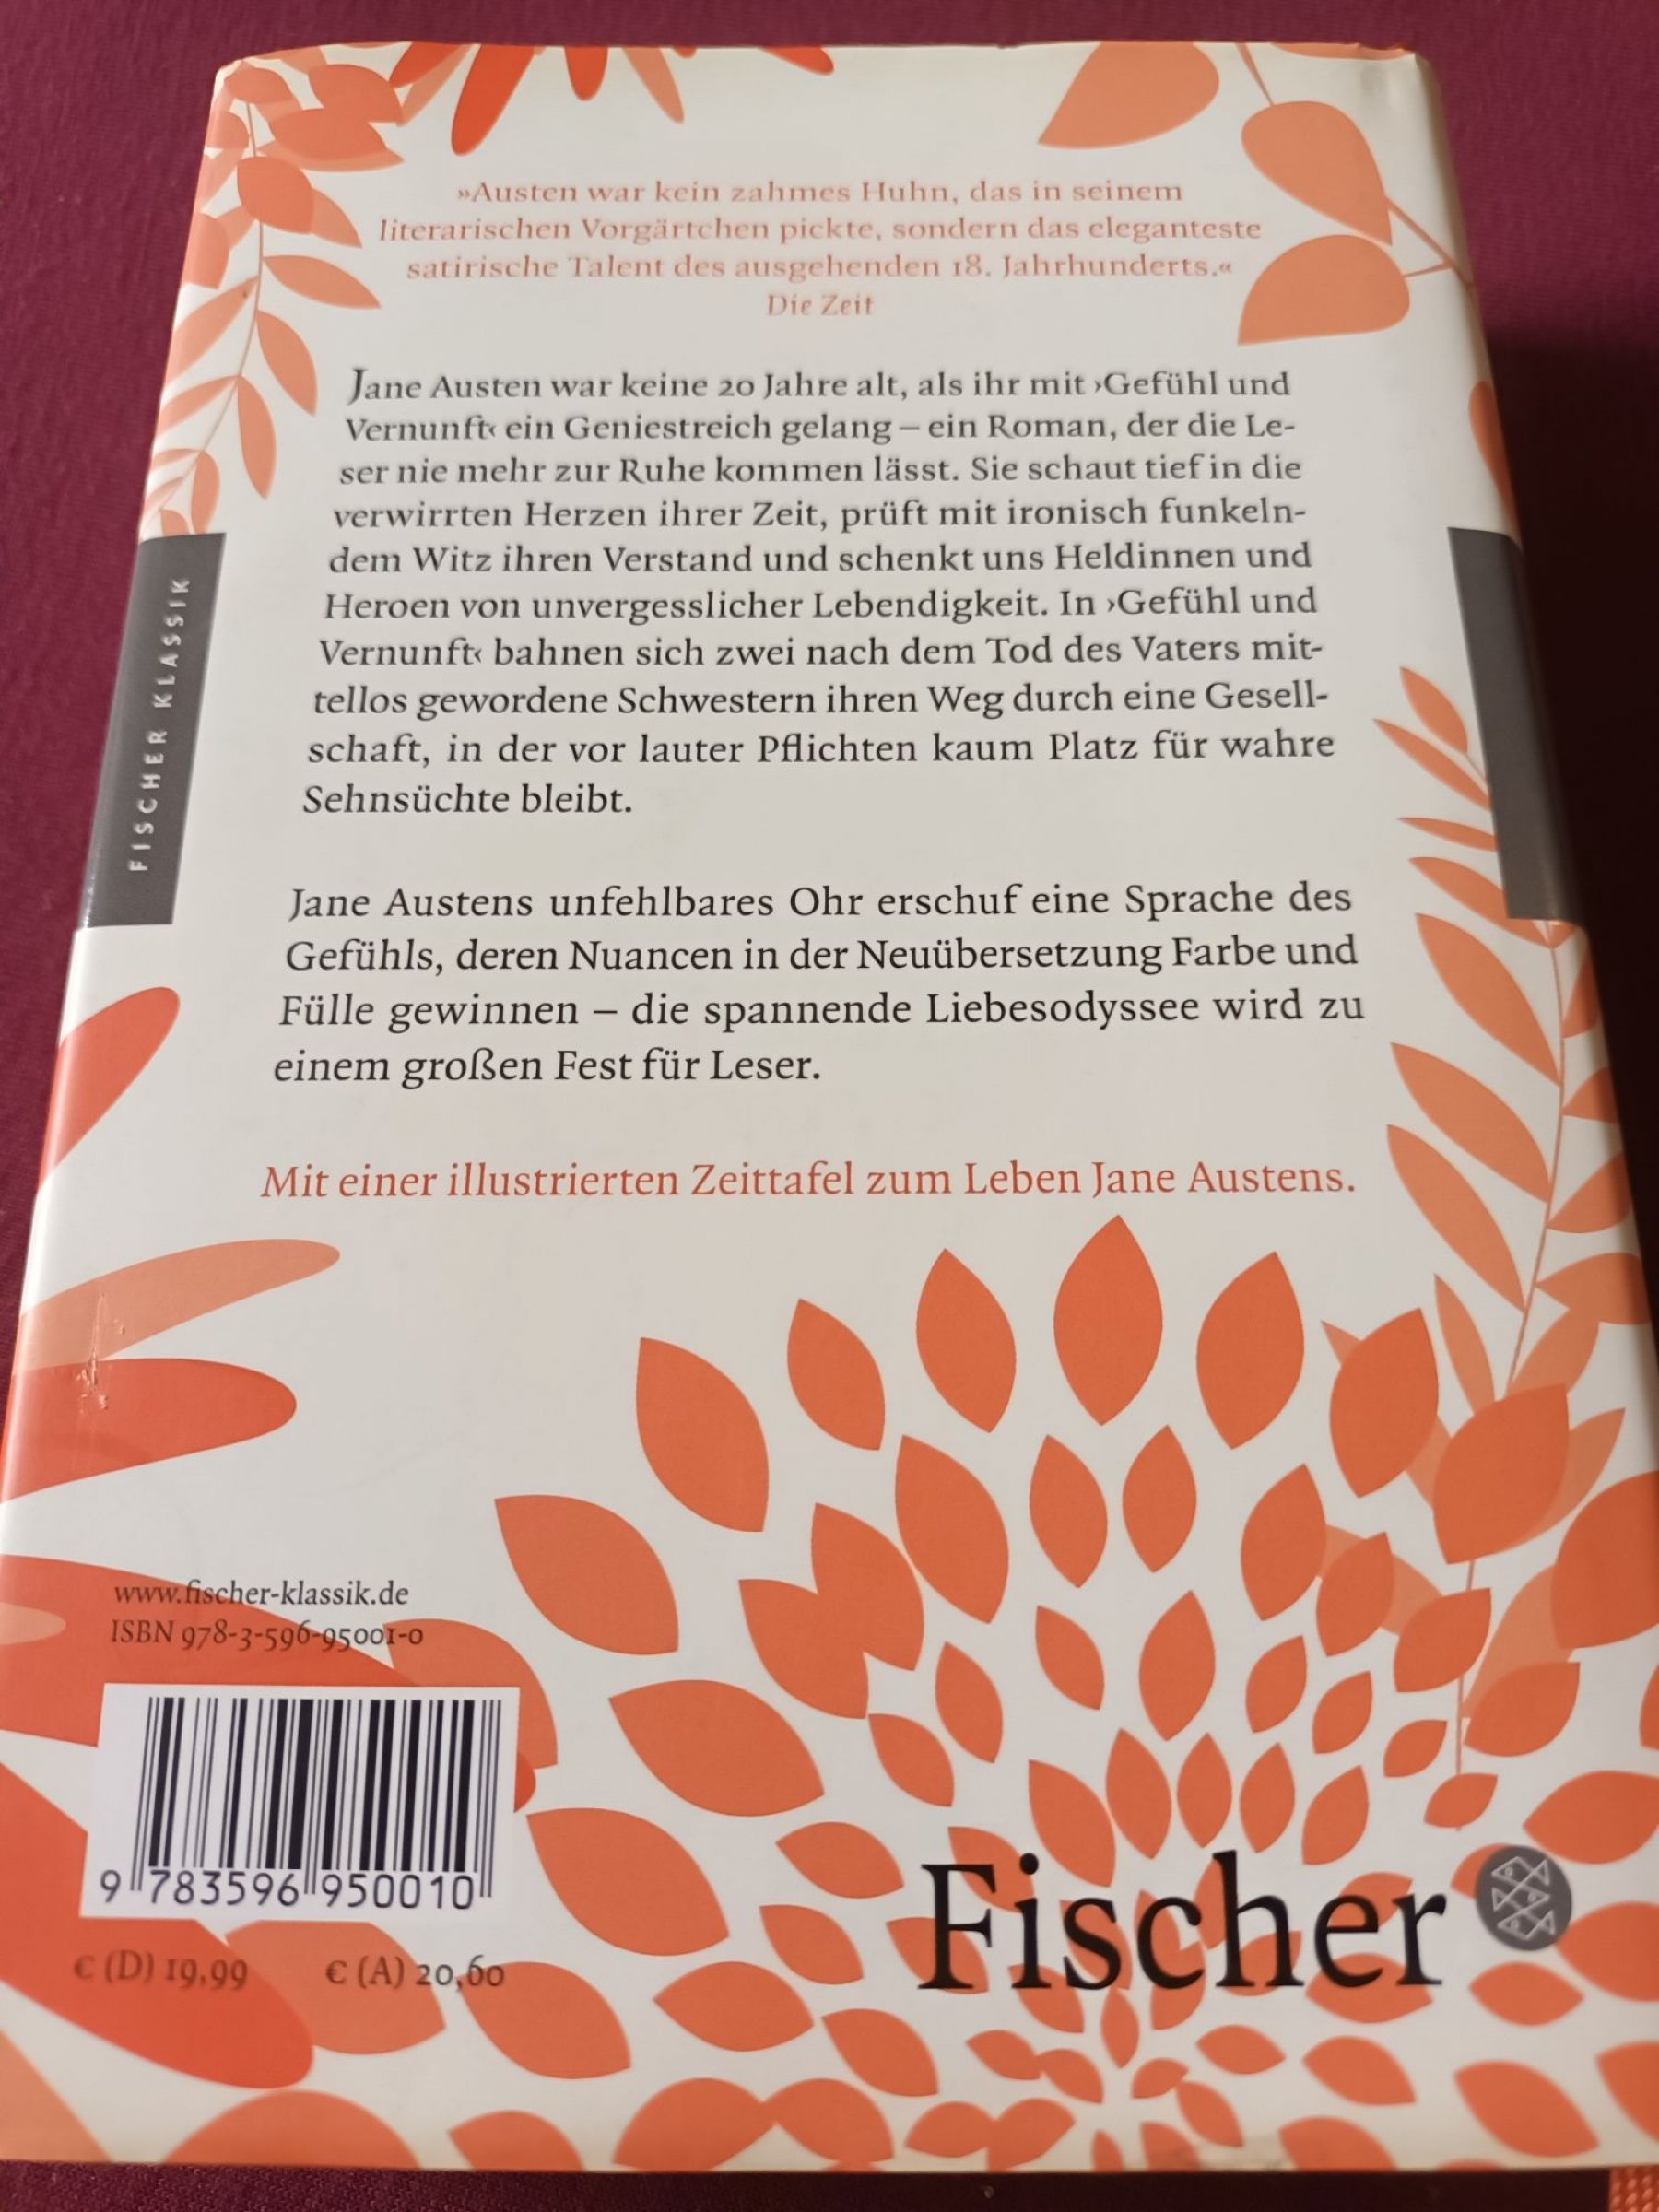 »Austen war kein zahmes Huhn, das in seinem
literarischen Vorgärtchen pickte, sondern das eleganteste
satirische Talent des ausgehenden 18. Jahrhunderts.«
Die Zeit
Jane Austen war keine 20 Jahre alt, als ihr mit ›Gefühl und
Vernunft‹ ein Geniestreich gelang – ein Roman, der die Le-
ser nie mehr zur Ruhe kommen lässt. Sie schaut tief in die
verwirrten Herzen ihrer Zeit, prüft mit ironisch funkeln-
dem Witz ihren Verstand und schenkt uns Heldinnen und
Heroen von unvergesslicher Lebendigkeit. In ›Gefühl und
Vernunft‹ bahnen sich zwei nach dem Tod des Vaters mit-
tellos gewordene Schwestern ihren Weg durch eine Gesell-
schaft, in der vor lauter Pflichten kaum Platz für wahre
Sehnsüchte bleibt.
FISCHER KLASSIK
Jane Austens unfehlbares Ohr erschuf eine Sprache des
Gefühls, deren Nuancen in der Neuübersetzung Farbe und
Fülle gewinnen – die spannende Liebesodyssee wird zu
einem großen Fest für Leser.
Mit einer illustrierten Zeittafel zum Leben Jane Austens.
www.fischer-klassik.de
ISBN 978-3-596-95001-0
9 783596 950010
€ (D) 19,99 € (A) 20,60
Fischer